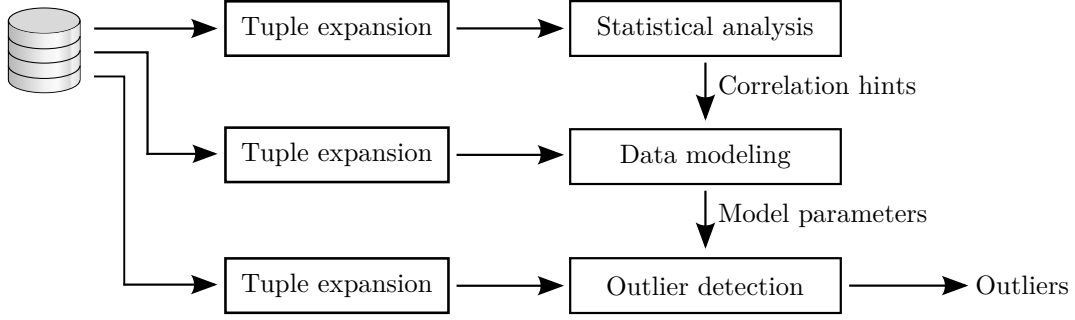 Tuple expansion
Statistical analysis
Correlation hints
Tuple expansion
Data modeling
Model parameters
Tuple expansion
Outlier detection
Outliers